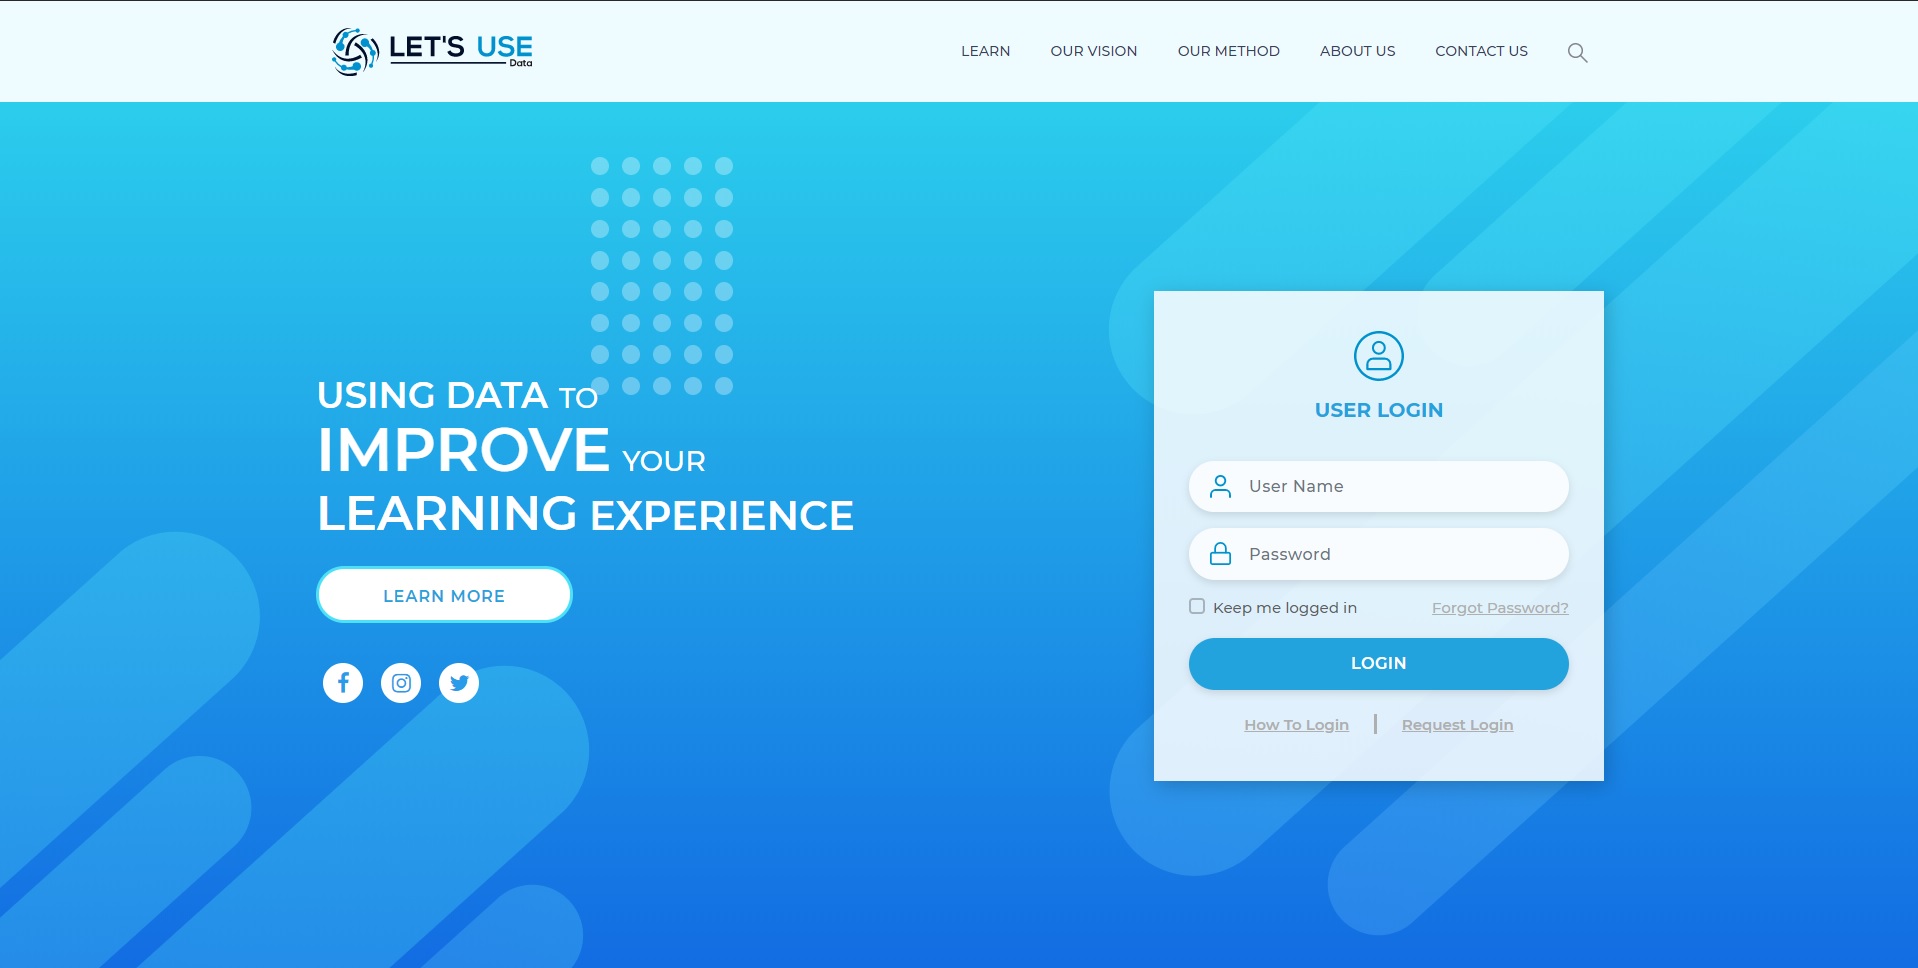 LET'S USE
Data
LEARN
OUR VISION
OUR METHOD
ABOUT US
CONTACT US
USING DATA TO
IMPROVE YOUR
LEARNING EXPERIENCE
LEARN MORE
USER LOGIN
User Name
Password
Keep me logged in
Forgot Password?
LOGIN
How To Login
Request Login